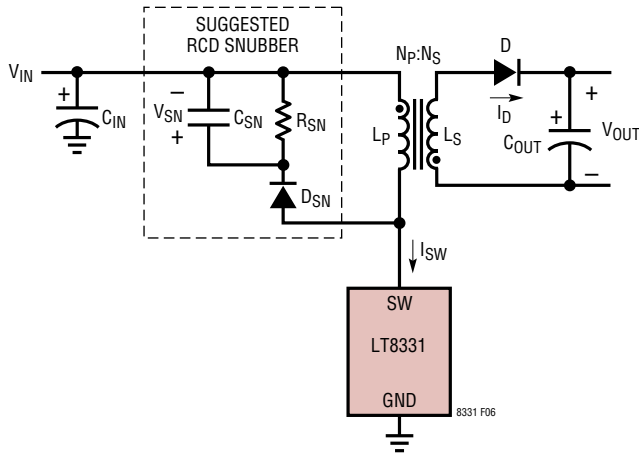 SUGGESTED
RCD SNUBBER
N_P:N_S
D
V_IN
+
C_IN
−
V_SN
+
C_SN
R_SN
D_SN
L_P
L_S
I_D
+
C_OUT
+
V_OUT
−
I_SW
SW
LT8331
GND
8331 F06